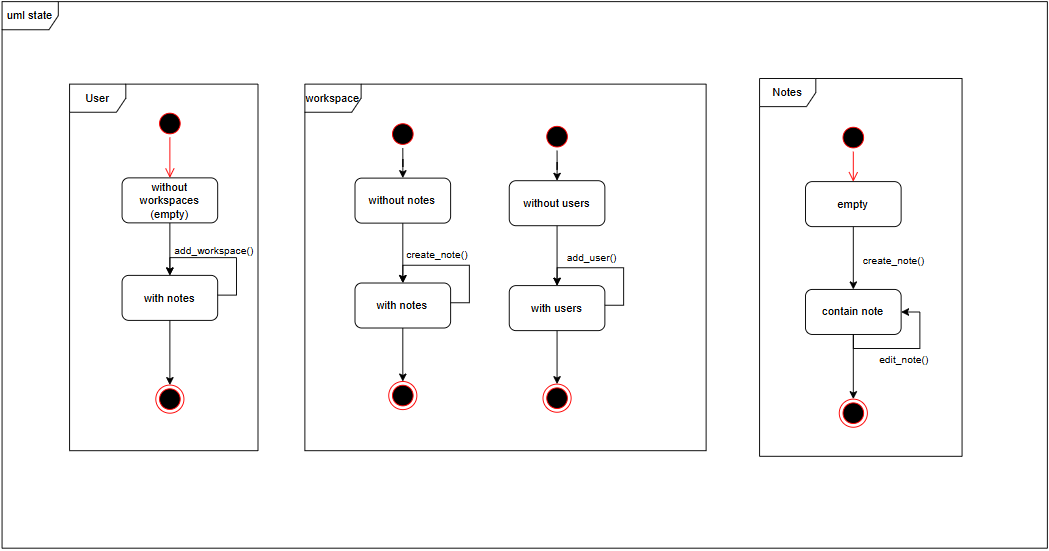 uml state
User
without
workspaces
(empty)
add_workspace()
with notes
workspace
without notes
create_note()
with notes
without users
add_user()
with users
Notes
empty
create_note()
contain note
edit_note()